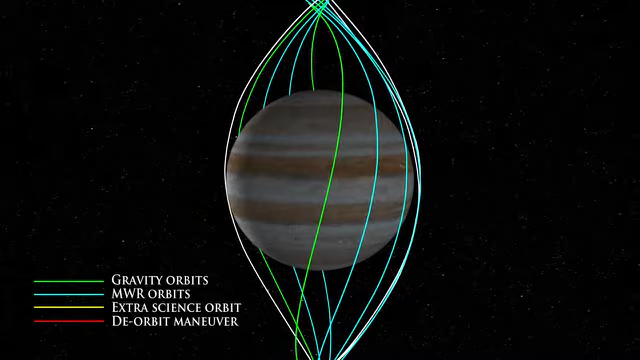 Gravity orbits
MWR orbits
Extra science orbit
De-orbit maneuver